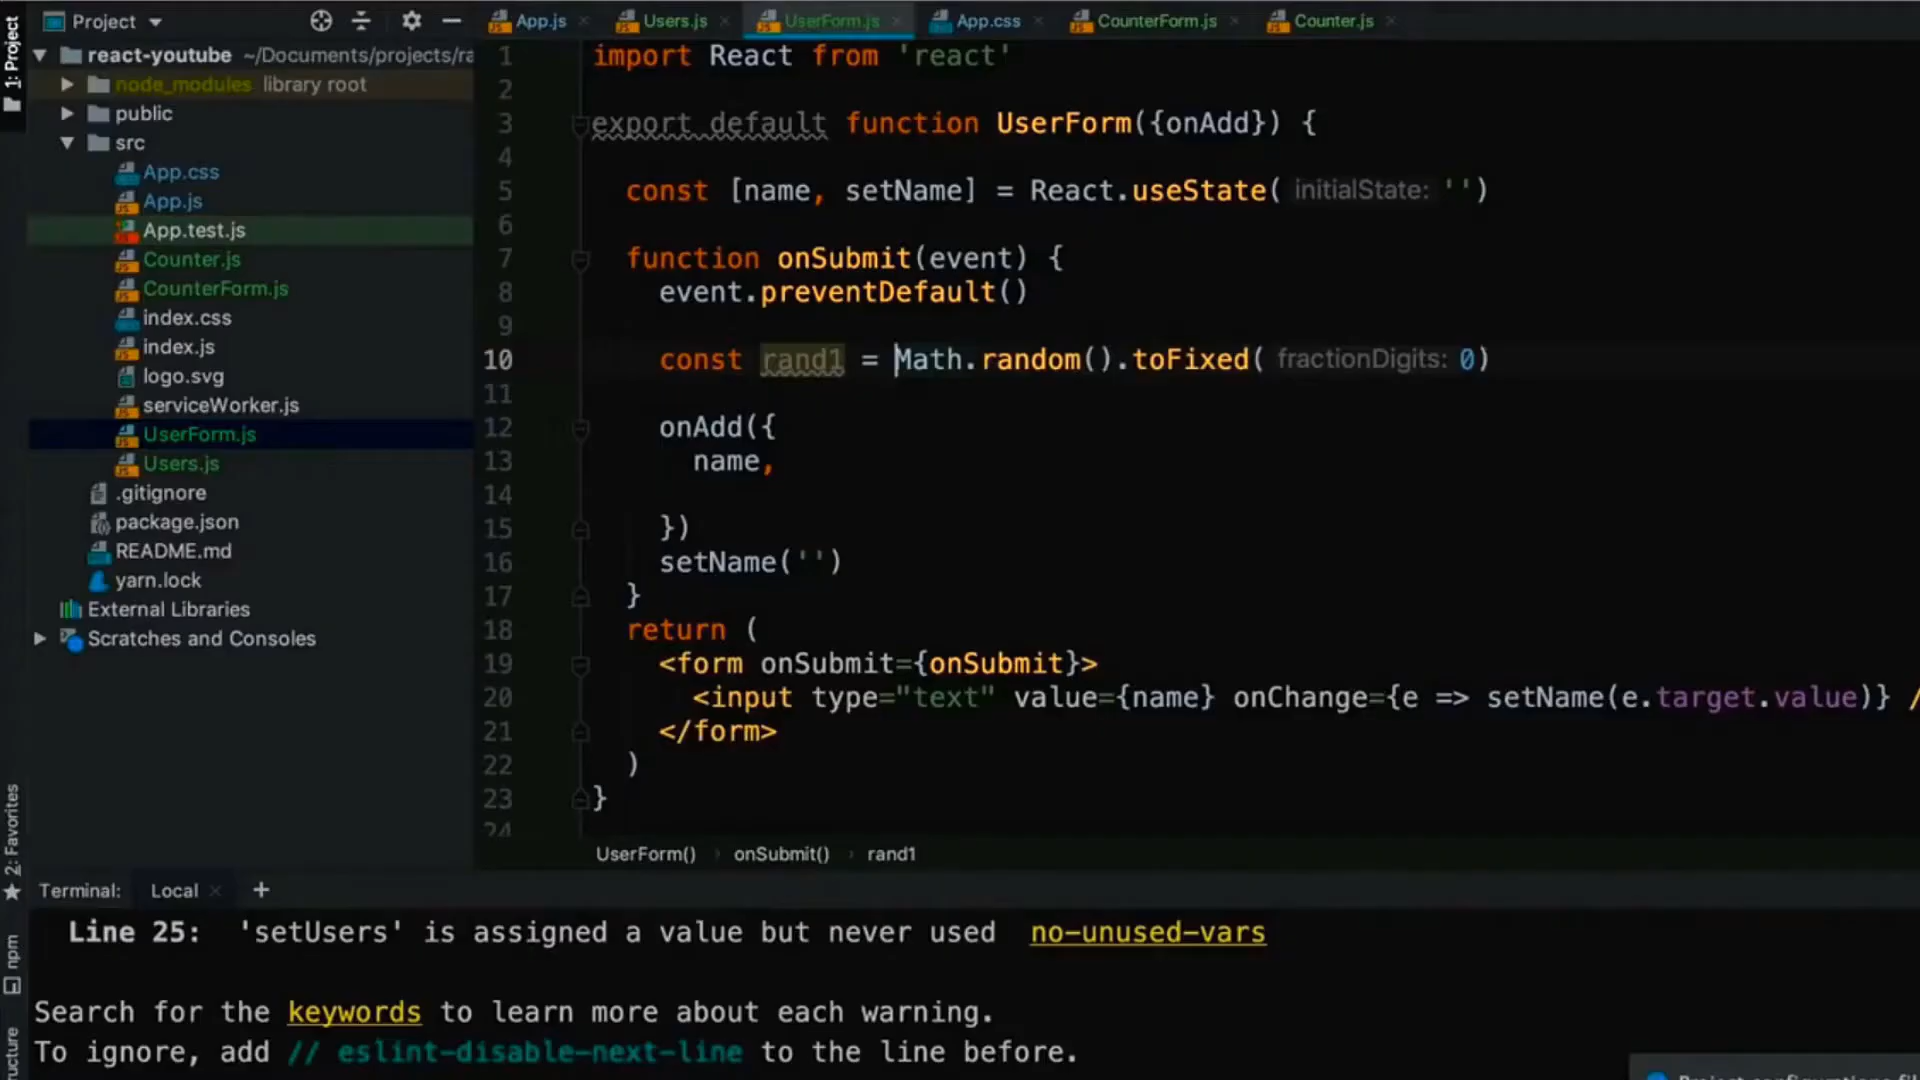 1: Project
Project
react-youtube ~/Documents/projects/ra
node_modules library root
public
src
App.css
App.js
App.test.js
Counter.js
CounterForm.js
index.css
index.js
logo.svg
serviceWorker.js
UserForm.js
Users.js
.gitignore
package.json
README.md
yarn.lock
External Libraries
Scratches and Consoles
App.js
Users.js
UserForm.js
App.css
CounterForm.js
Counter.js
1 import React from 'react'
2
3 export default function UserForm({onAdd}) {
4
5 const [name, setName] = React.useState( initialState: '')
6
7 function onSubmit(event) {
8 event.preventDefault()
9
10 const rand1 = Math.random().toFixed( fractionDigits: 0)
11
12 onAdd({
13 name,
14
15 })
16 setName('')
17 }
18 return (
19 <form onSubmit={onSubmit}>
20 <input type="text" value={name} onChange={e => setName(e.target.value)} /
21 </form>
22 )
23 }
24
UserForm() onSubmit() rand1
2: Favorites
npm
ructure
Terminal: Local +
Line 25: 'setUsers' is assigned a value but never used no-unused-vars
Search for the keywords to learn more about each warning.
To ignore, add // eslint-disable-next-line to the line before.